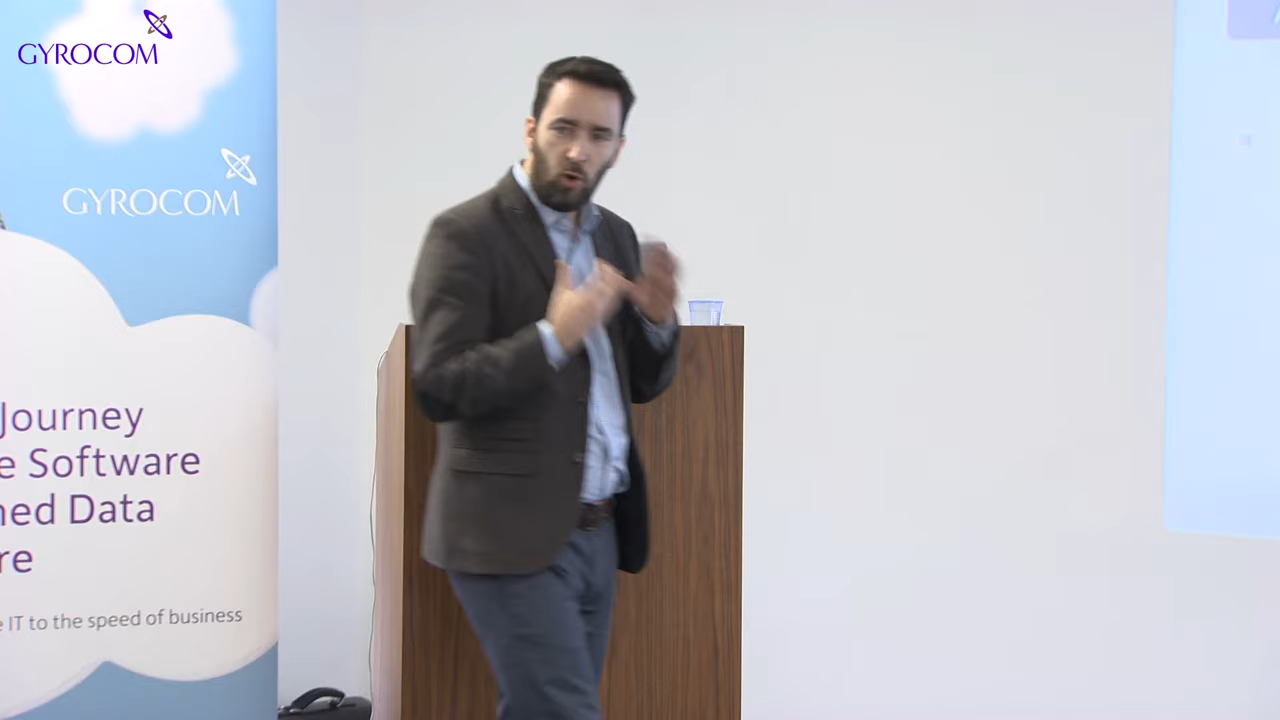 GYROCOM
GYROCOM
Journey
e Software
ned Data
re
e IT to the speed of business